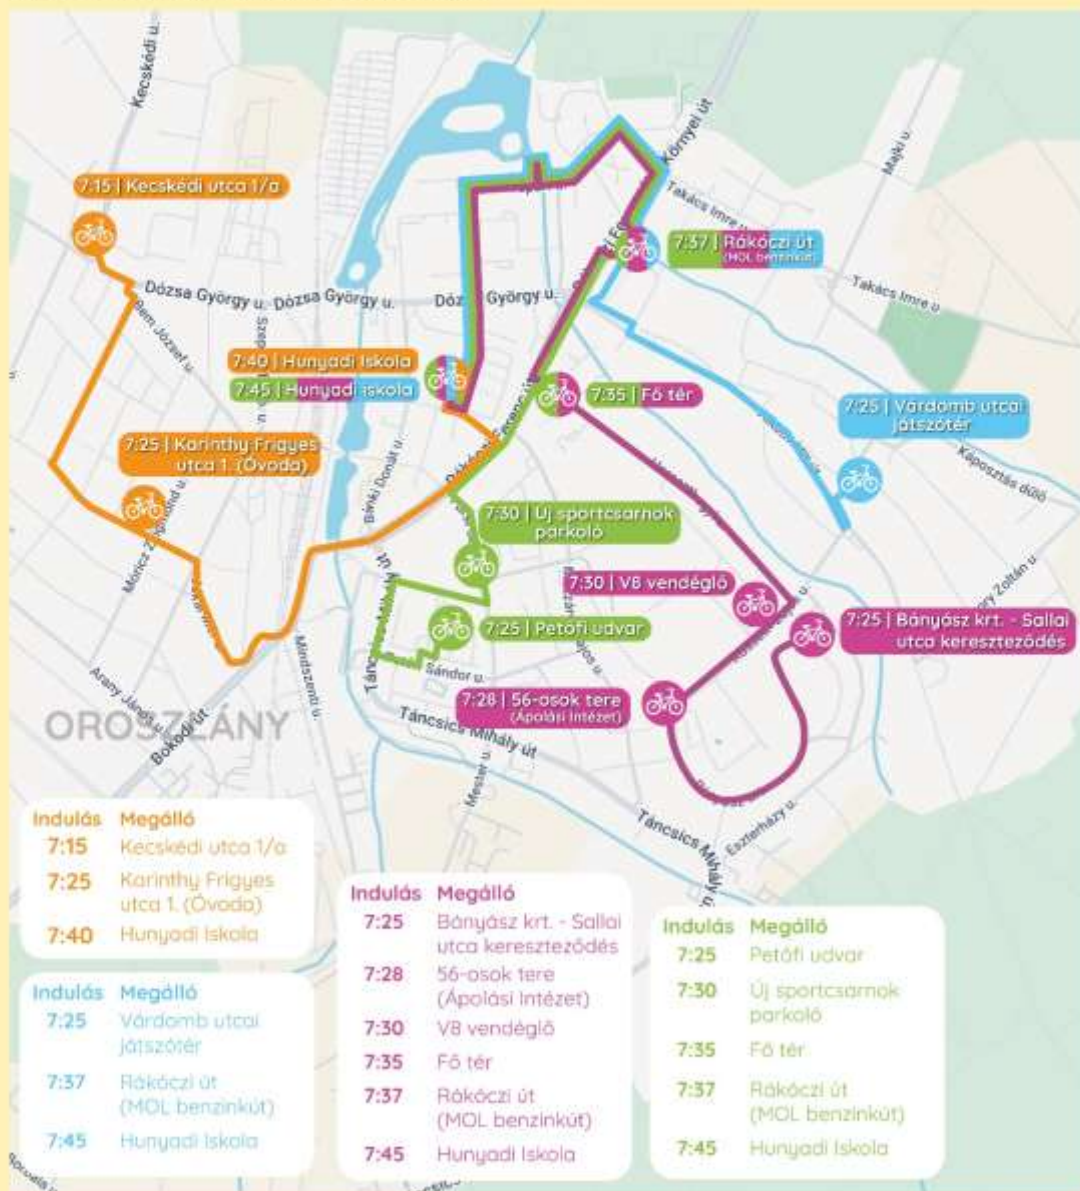 Kecskédi u.
Környei út
Majki u.
7:15 | Kecskédi utca 1/a
Takács Imre u.
7:37 | Rákóczi út
(MOL benzinkút)
Takács Imre u.
Dózsa György u.
Dózsa György u.
György u.
Bem József u.
7:40 | Hunyadi Iskola
7:45 | Hunyadi iskola
7:35 | Fő tér
7:25 | Várdomb utcai
játszótér
7:25 | Karinthy Frigyes
utca 1. (Óvoda)
Bánki Donát u.
Káposztás dűlő
7:30 | Új sportcsarnok
parkoló
7:30 | V8 vendéglő
7:25 | Bányász krt. - Sallai
utca kereszteződés
7:25 | Petőfi udvar
Sándor u.
Mindszenti u.
7:28 | 56-osok tere
(Ápolási Intézet)
Arany János u.
OROSZLÁNY
Bokodi út
Táncsics Mihály út
Mester u.
Eszterházy u.
Táncsics Mihály u.
Indulás Megálló
7:15 Kecskédi utca 1/a
7:25 Karinthy Frigyes
utca 1. (Óvoda)
7:40 Hunyadi Iskola
Indulás Megálló
7:25 Várdomb utcai
játszótér
7:37 Rákóczi út
(MOL benzinkút)
7:45 Hunyadi Iskola
Indulás Megálló
7:25 Bányász krt. - Sallai
utca kereszteződés
7:28 56-osok tere
(Ápolási Intézet)
7:30 V8 vendéglő
7:35 Fő tér
7:37 Rákóczi út
(MOL benzinkút)
7:45 Hunyadi Iskola
Indulás Megálló
7:25 Petőfi udvar
7:30 Új sportcsarnok
parkoló
7:35 Fő tér
7:37 Rákóczi út
(MOL benzinkút)
7:45 Hunyadi Iskola